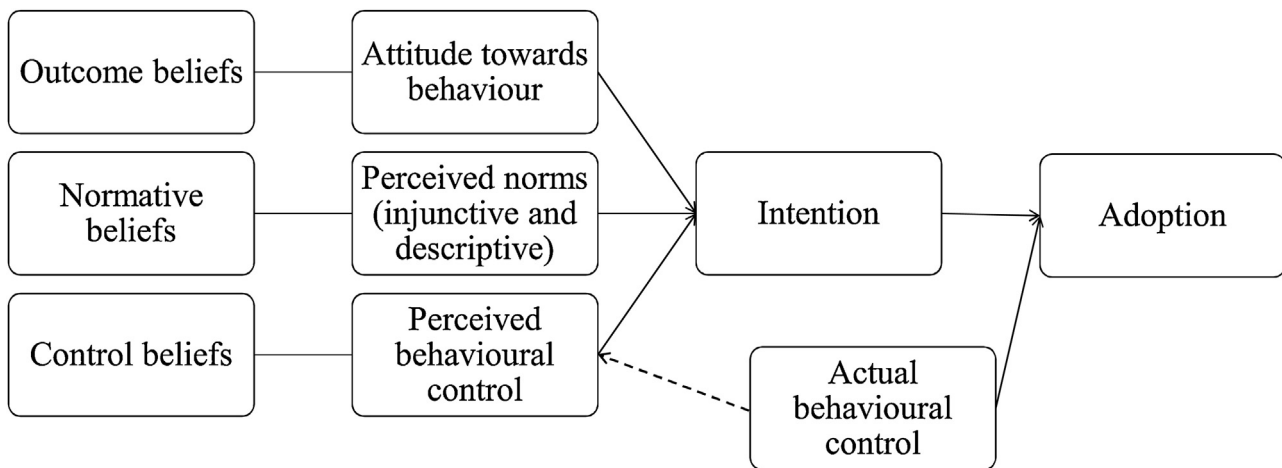 Outcome beliefs
Attitude towards
behaviour
Normative
beliefs
Perceived norms
(injunctive and
descriptive)
Intention
Adoption
Control beliefs
Perceived
behavioural
control
Actual
behavioural
control